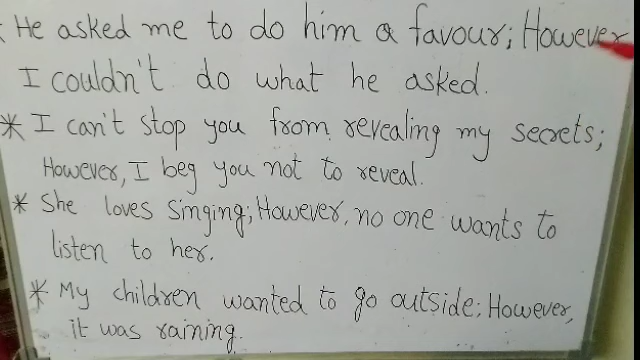 * He asked me to do him a favour; However
I couldn't do what he asked.
* I can't stop you from revealing my secrets;
However, I beg you not to reveal.
* She loves singing; However, no one wants to
listen to her.
* My children wanted to go outside; However,
it was raining.